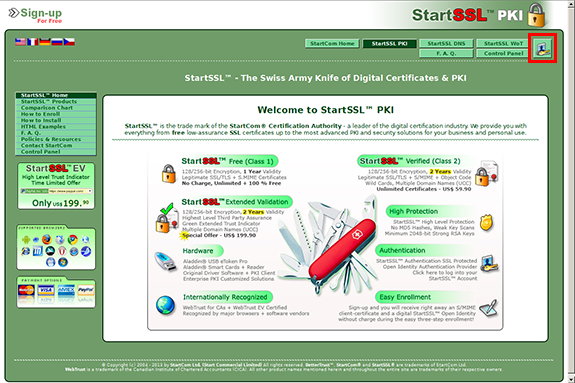 Sign-up
For Free
StartSSL™ PKI
StartCom Home
StartSSL PKI
StartSSL DNS
StartSSL WoT
F. A. Q.
Control Panel
StartSSL™ - The Swiss Army Knife of Digital Certificates & PKI
StartSSL™ Home
StartSSL™ Products
Comparison Chart
How to Enroll
How to Install
HTML Examples
F. A. Q.
Policies & Resources
Contact StartCom
Control Panel
StartSSL™EV
High Level Trust Indicator
Time Limited Offer
Only US$ 199.90
SUPPORTED BROWSERS
PAYMENT OPTIONS
VISA
AMEX
PayPal
Welcome to StartSSL™ PKI
StartSSL™ is the trade mark of the StartCom® Certification Authority - a leader of the digital certification industry. We provide you with
everything from free low-assurance SSL certificates up to the most advanced PKI and security solutions for your business and personal use.
StartSSL™ Free (Class 1)
128/256-bit Encryption, 1 Year Validity
Legitimate SSL/TLS + S/MIME Certificates
No Charge, Unlimited + 100 % Free
StartSSL™ Verified (Class 2)
128/256-bit Encryption, 2 Years Validity
Legitimate SSL/TLS, S/MIME + Object Code
Wild Cards, Multiple Domain Names (UCC)
Unlimited Certificates - US$ 59.90
StartSSL™ Extended Validation
128/256-bit Encryption, 2 Years Validity
Highest Level Third Party Assurance
Green Extended Trust Indicator
Multiple Domain Names (UCC)
Special Offer - US$ 199.90
High Protection
StartSSL™ High Level Protection
No MD5 Hashes, Weak Key Scans
Minimum 2048-bit Strong RSA Keys
Hardware
Aladdin® USB eToken Pro
Aladdin® Smart Cards + Reader
Original Driver Software + PKI Client
Enterprise PKI Customized Solutions
Authentication
StartSSL™ Authentication SSL Protected
Open Identity Authentication Provider
Click here to log into your
StartSSL™ Account
Internationally Recognized
WebTrust for CAs + WebTrust EV Certified
Recognized by major browsers + software vendors
Easy Enrollment
Sign-up and you will receive right away an S/MIME
client-certificate and a digital StartSSL™ Open Identity
without charge during the easy three-step enrollment!
Copyright (c) 2004 - 2013 by StartCom Ltd. (Start Commercial Limited) All rights reserved. BetterTrust™, StartCom® and StartSSL® are trademarks of StartCom Ltd.
WebTrust is a trademark of the Canadian Institute of Chartered Accountants (CICA). All other product names mentioned herein and throughout the entire site are trademarks of their respective owners.